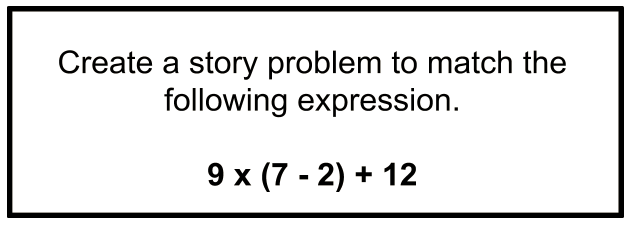 Create a story problem to match the
following expression.
9 x (7 - 2) + 12